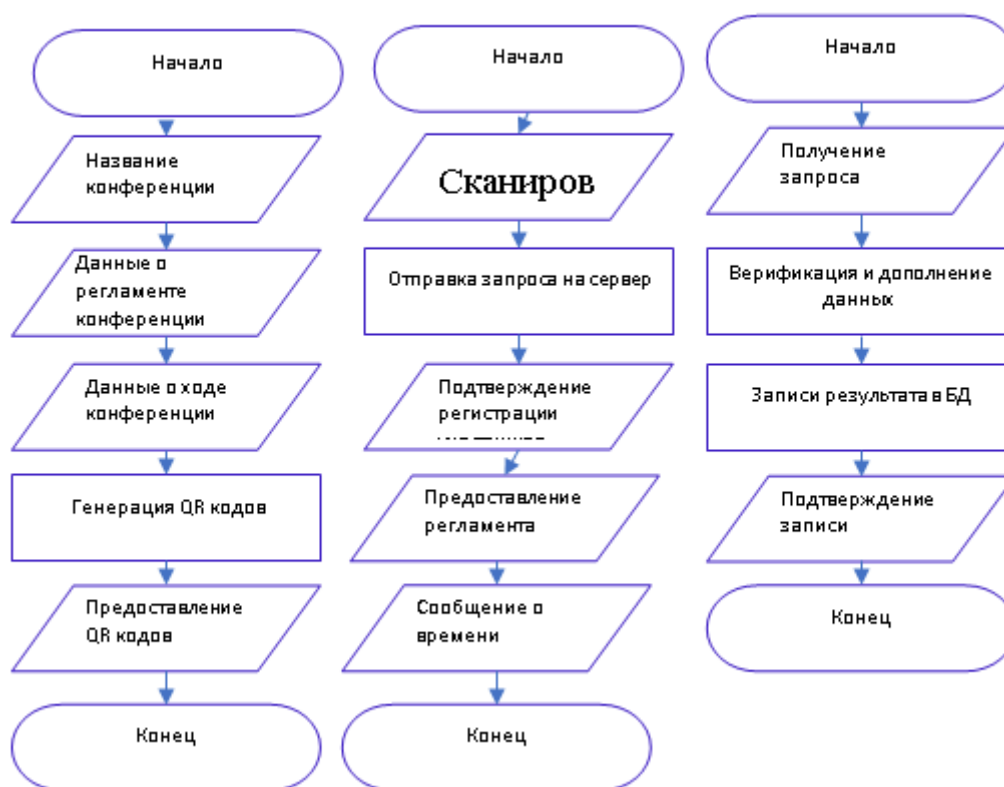 Начало
Название
конференции
Данные о
регламенте
конференции
Данные о ходе
конференции
Генерация QR кодов
Предоставление
QR кодов
Конец
Начало
Сканиров
Отправка запроса на сервер
Подтверждение
регистрации
Предоставление
регламента
Сообщение о
времени
Конец
Начало
Получение
запроса
Верификация и дополнение
данных
Записи результата в БД
Подтверждение
записи
Конец